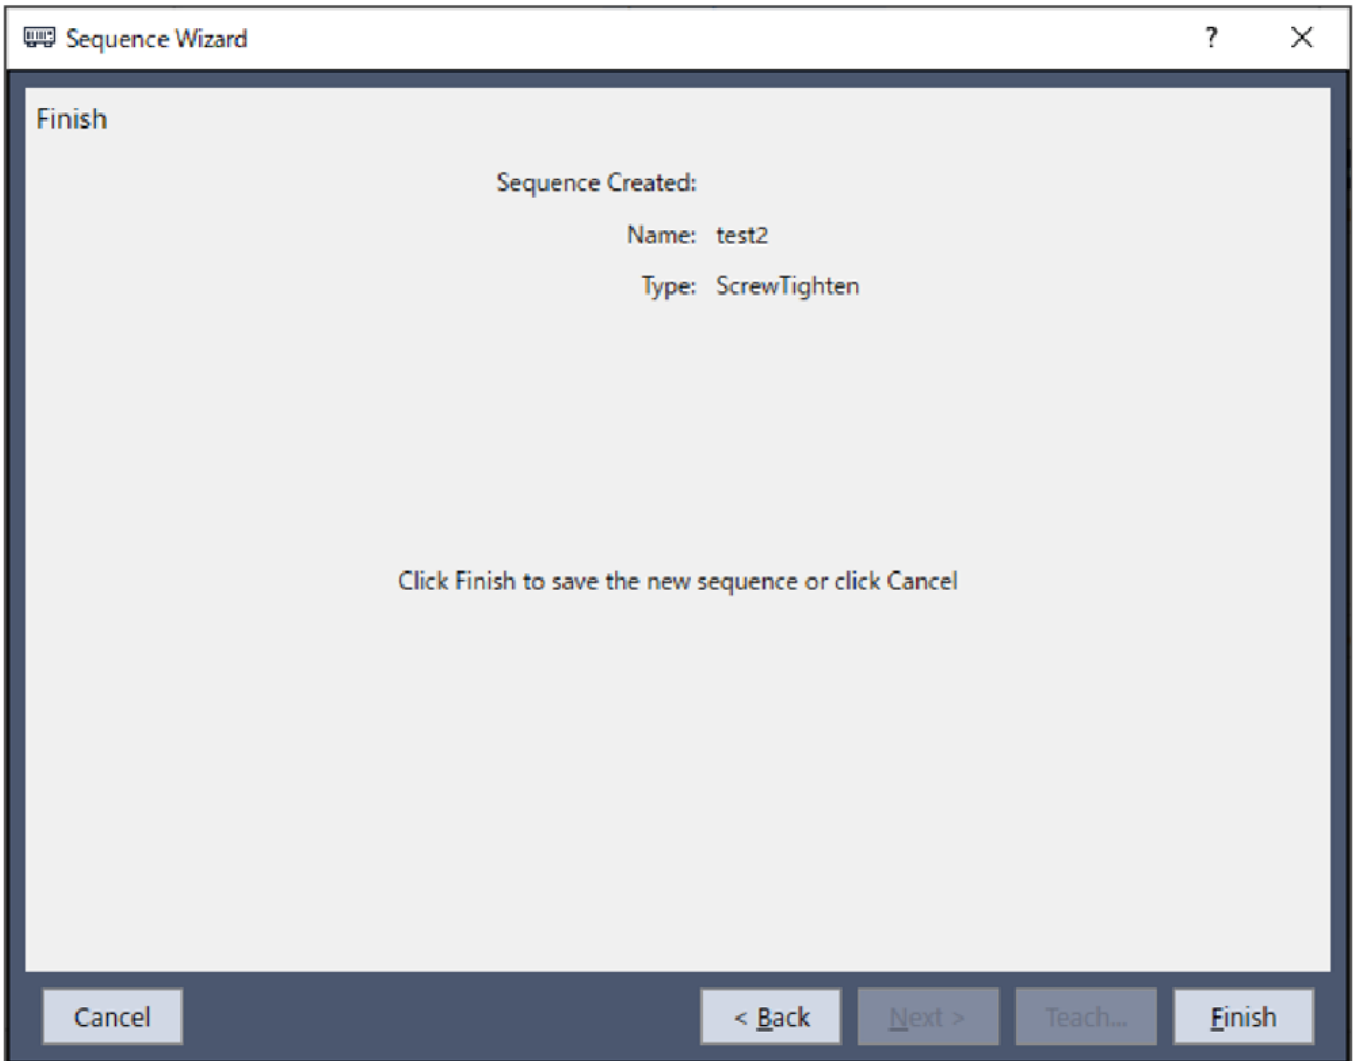 Sequence Wizard ?
Finish
Sequence Created:
Name: test2
Type: ScrewTighten
Click Finish to save the new sequence or click Cancel
Cancel < Back Next > Teach... Finish